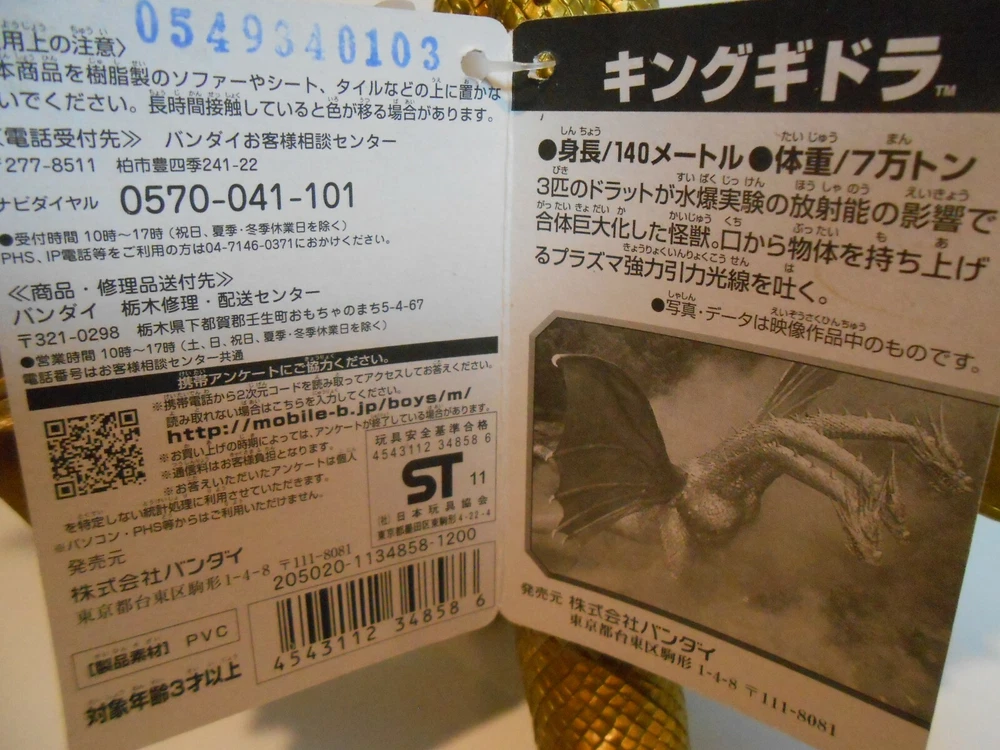 0549340103
用上の注意〉
本商品を樹脂製のソファーやシート、タイルなどの上に置かな
いでください。長時間接触していると色が移る場合があります。
電話受付先≫ バンダイお客様相談センター
〒277-8511 柏市豊四季241-22
ナビダイヤル 0570-041-101
●受付時間 10時〜17時(祝日、夏季・冬季休業日を除く)
PHS、IP電話等をご利用の方は04-7146-0371におかけください。
≪商品・修理品送付先≫
バンダイ 栃木修理・配送センター
〒321-0298 栃木県下都賀郡壬生町おもちゃのまち5-4-67
●営業時間 10時〜17時(土、日、祝日、夏季・冬季休業日を除く)
電話番号はお客様相談センター共通
携帯アンケートにご協力ください。
※携帯電話から2次元コードを読み取ってアクセスしてお答えください。
読み取れない場合はこちらを入力してください。
http://mobile-b.jp/boys/m/
※お買い上げの時期によっては、アンケートが終了している場合があります。
※通信料はお客様負担となります。
※お答えいただいたアンケートは個人
を特定しない統計処理に利用させていただきます。
※パソコン・PHS等からはご利用いただけません。
玩具安全基準合格
4543112 34858 6
ST 11
(社)日本玩具協会
東京都墨田区東駒形4-22-4
発売元
株式会社バンダイ
東京都台東区駒形1-4-8 〒111-8081
205020-1134858-1200
[製品素材] PVC
4543112 348586
対象年齢3才以上
キングギドラ™
●身長/140メートル●体重/7万トン
3匹のドラットが水爆実験の放射能の影響で
合体巨大化した怪獣。口から物体を持ち上げ
るプラズマ強力引力光線を吐く。
●写真・データは映像作品中のものです。
発売元 株式会社バンダイ
東京都台東区駒形 1-4-8 〒111-8081